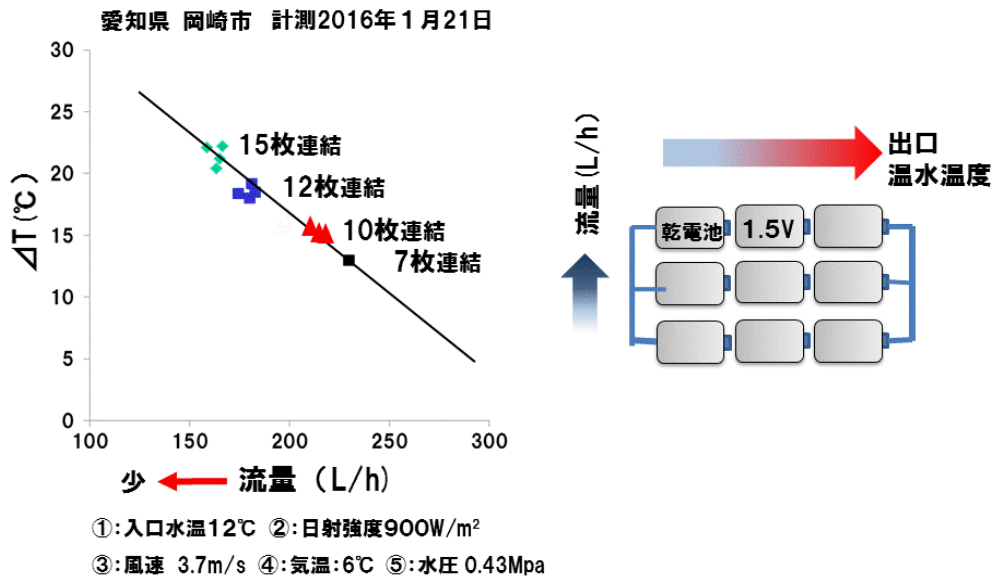 愛知県 岡崎市 計測2016年1月21日
30
25
20
15
10
5
0
⊿T(℃)
15枚連結
12枚連結
10枚連結
7枚連結
100
150
200
250
300
少
流量(L/h)
①:入口水温12℃ ②:日射強度900W/m²
③:風速 3.7m/s ④:気温:6℃ ⑤:水圧 0.43Mpa
流量(L/h)
出口
温水温度
乾電池
1.5V